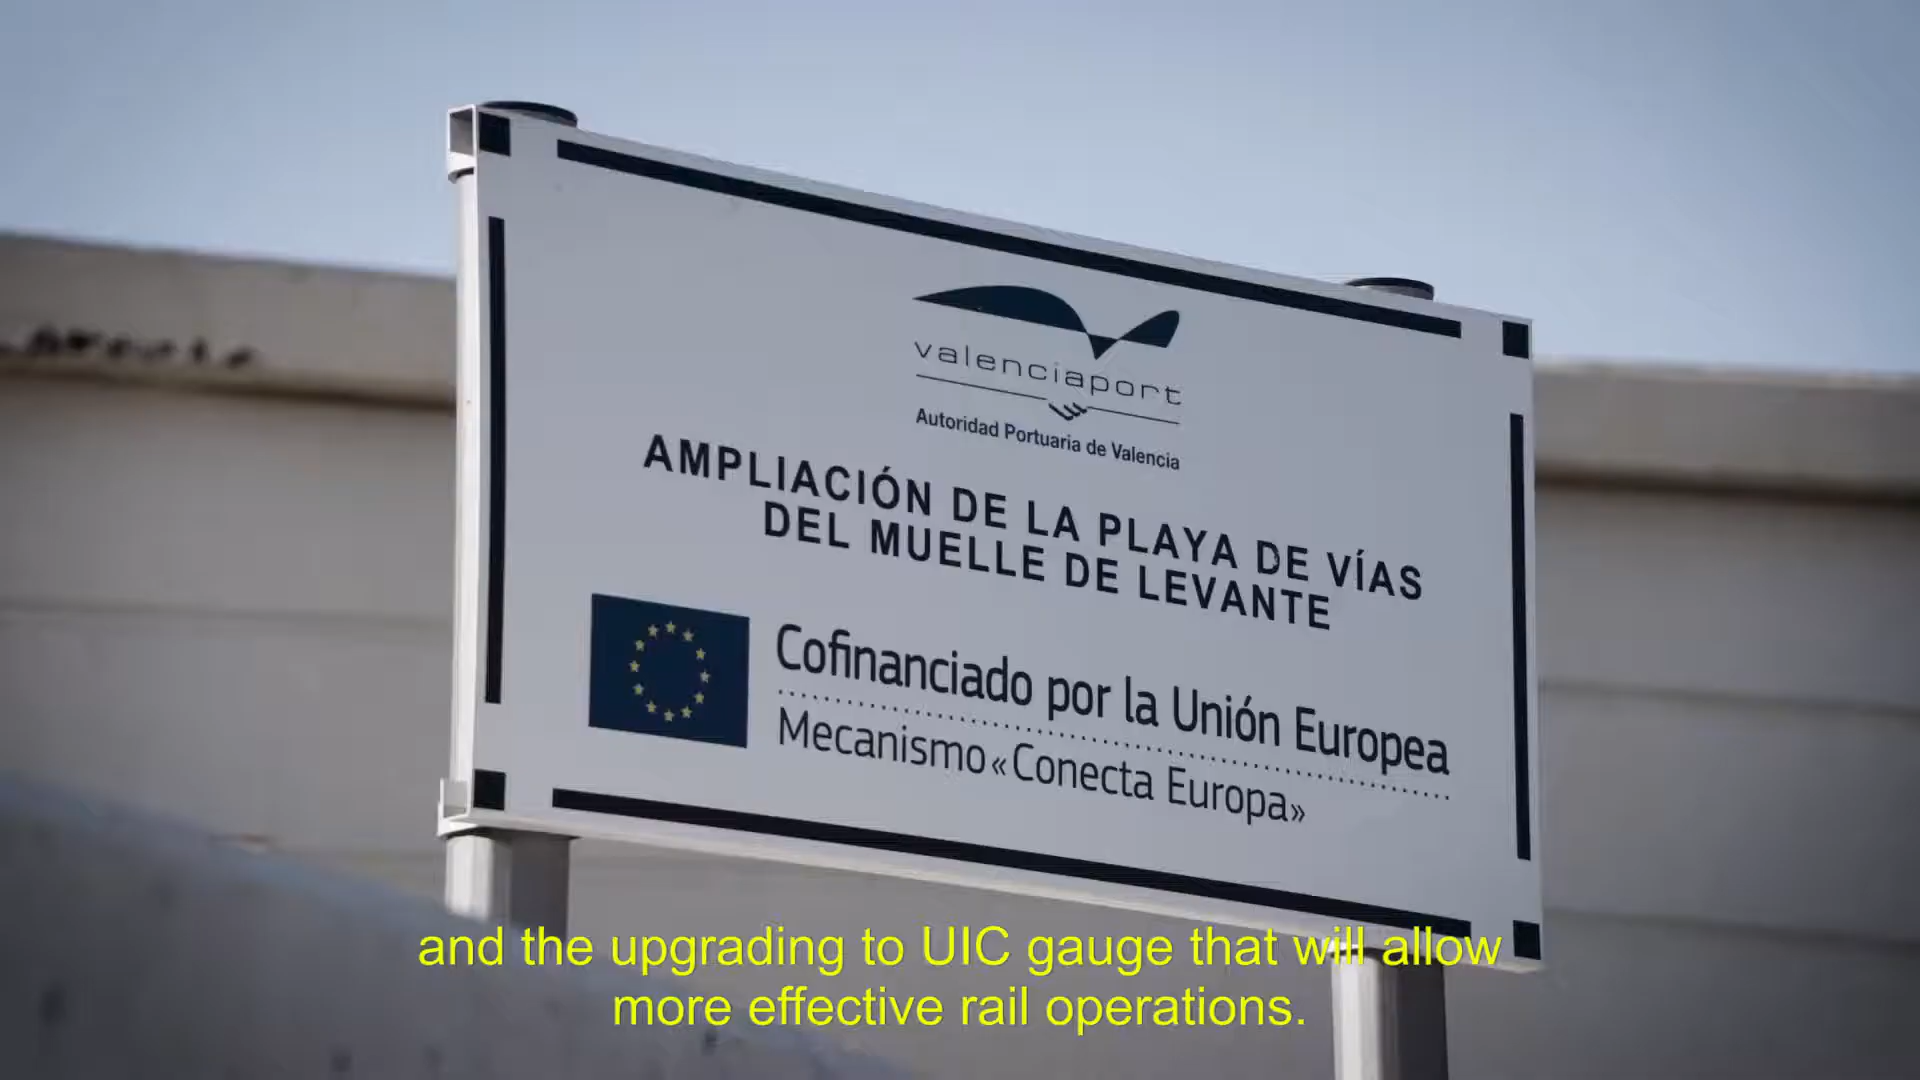 valenciaport
Autoridad Portuaria de Valencia
AMPLIACIÓN DE LA PLAYA DE VÍAS
DEL MUELLE DE LEVANTE
Cofinanciado por la Unión Europea
Mecanismo «Conecta Europa»
and the upgrading to UIC gauge that will allow
more effective rail operations.